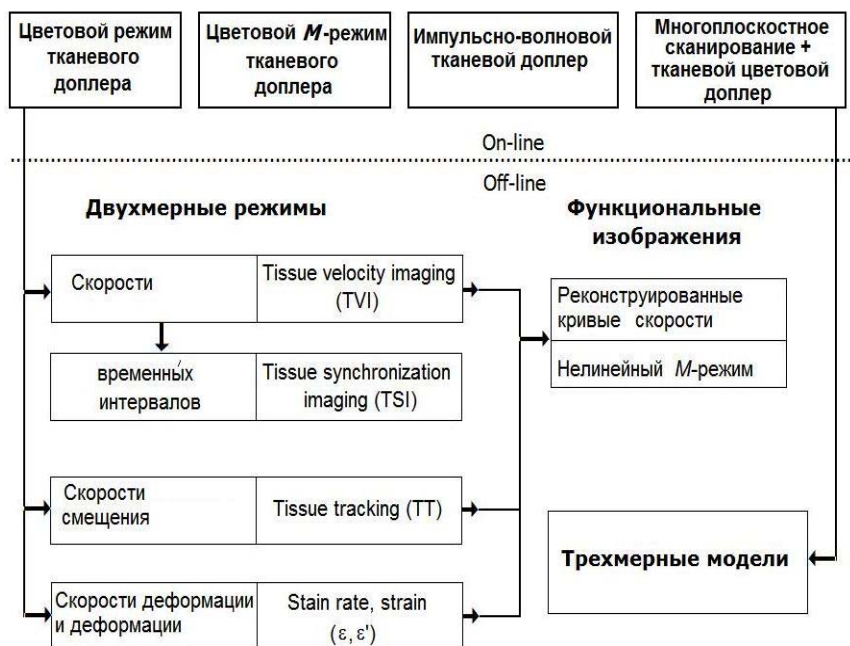 Цветовой режим
тканевого
доплера
Цветовой М-режим
тканевого
доплера
Импульсно-волновой
тканевой доплер
Многоплоскостное
сканирование +
тканевой цветовой
доплер
On-line
Off-line
Двухмерные режимы
Функциональные
изображения
Скорости
Tissue velocity imaging
(TVI)
временны́х
интервалов
Tissue synchronization
imaging (TSI)
Скорости
смещения
Tissue tracking (TT)
Скорости деформации
и деформации
Stain rate, strain
(ε, ε')
Реконструированные
кривые скорости
Нелинейный М-режим
Трехмерные модели